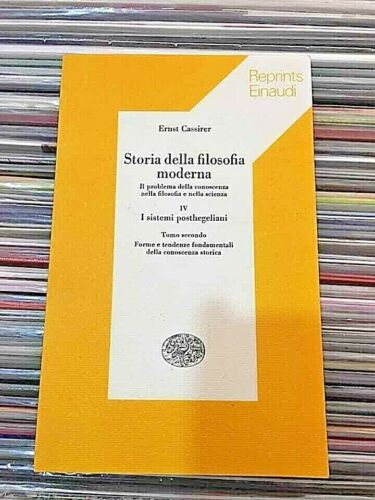 Reprints
Einaudi
Ernst Cassirer
Storia della filosofia
moderna
Il problema della conoscenza
nella filosofia e nella scienza
IV
I sistemi posthegeliani
Tomo secondo
Forme e tendenze fondamentali
della conoscenza storica